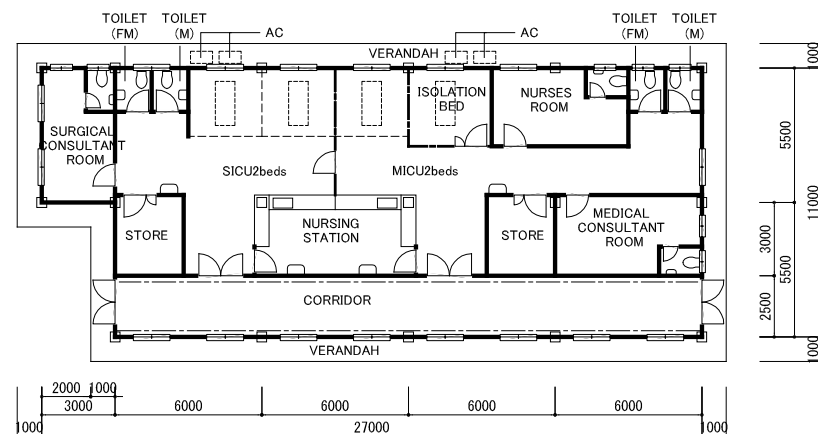 TOILET
(FM)
TOILET
(M)
AC
AC
TOILET
(FM)
TOILET
(M)
VERANDAH
1000
ISOLATION
BED
NURSES
ROOM
SURGICAL
CONSULTANT
ROOM
5500
SICU2beds
MICU2beds
11000
STORE
NURSING
STATION
STORE
MEDICAL
CONSULTANT
ROOM
3000
5500
CORRIDOR
2500
VERANDAH
1000
2000
1000
3000
6000
6000
6000
6000
1000
27000
1000